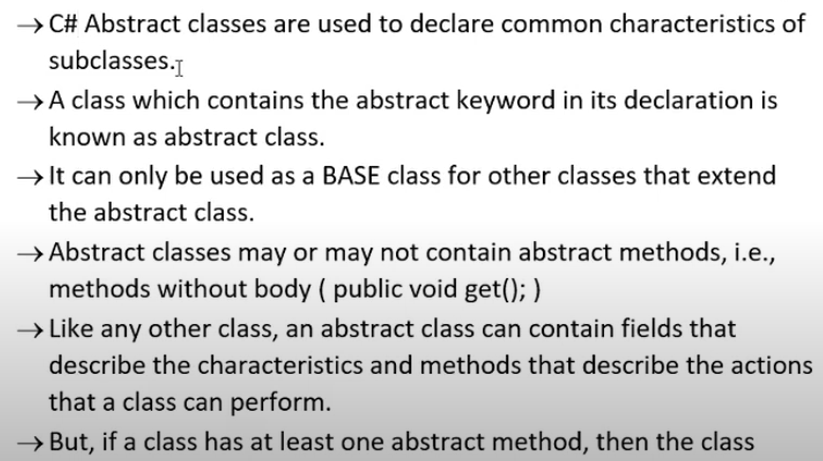 → C# Abstract classes are used to declare common characteristics of
subclasses.
→ A class which contains the abstract keyword in its declaration is
known as abstract class.
→ It can only be used as a BASE class for other classes that extend
the abstract class.
→ Abstract classes may or may not contain abstract methods, i.e.,
methods without body ( public void get(); )
→ Like any other class, an abstract class can contain fields that
describe the characteristics and methods that describe the actions
that a class can perform.
→ But, if a class has at least one abstract method, then the class